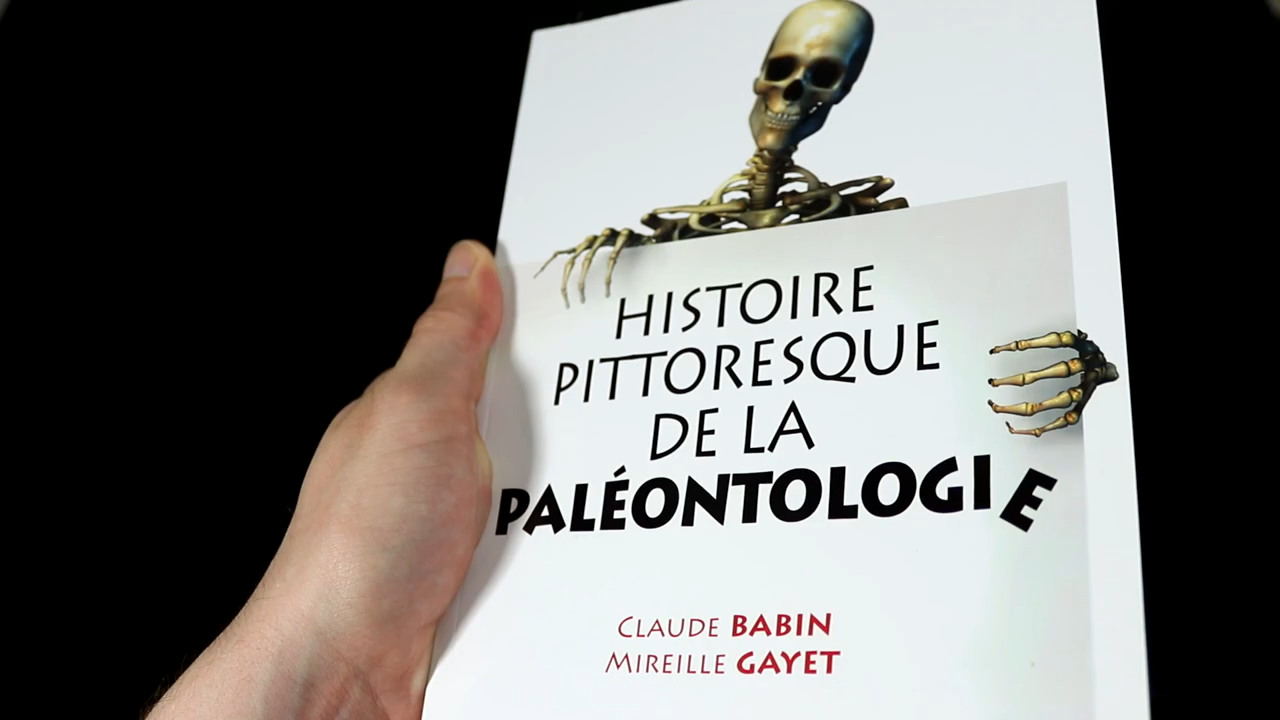 HISTOIRE
PITTORESQUE
DE LA
PALÉONTOLOGIE
CLAUDE BABIN
MIREILLE GAYET